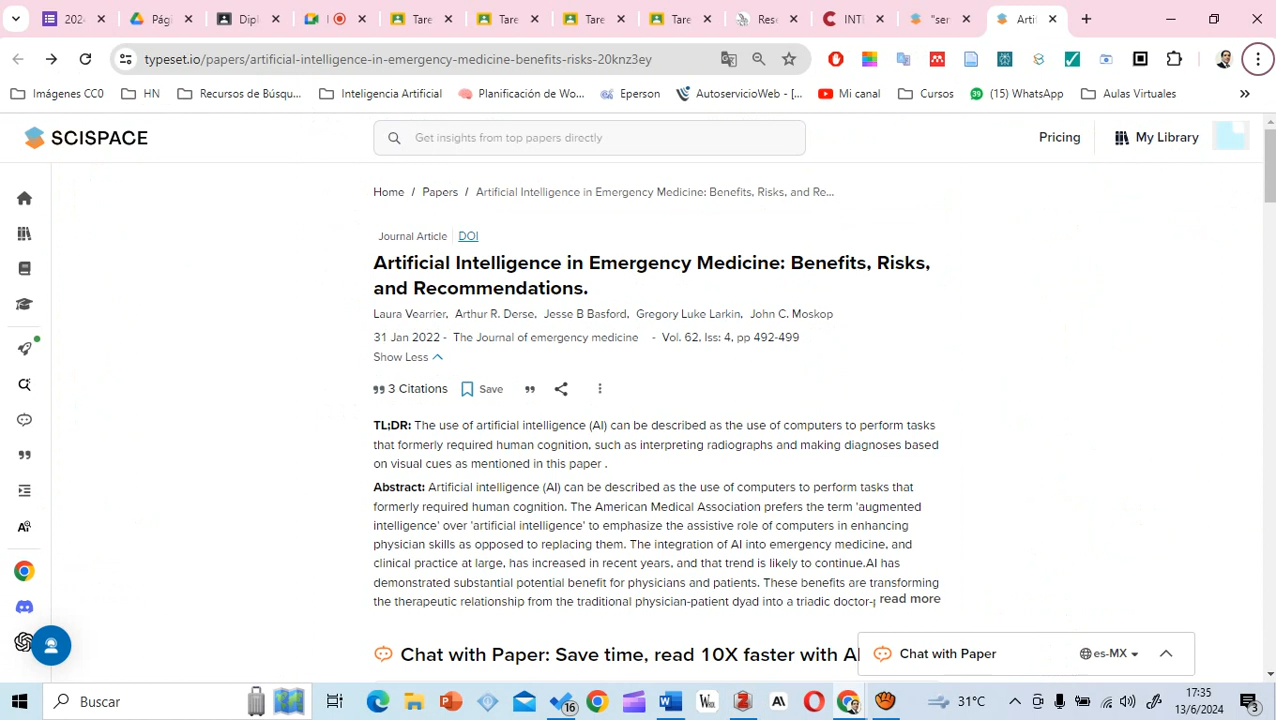 2024
Pági
Dipl
Tare
Tare
Tare
Tare
Rese
INTI
"ser
Arti
typeset.io/papers/artificial-intelligence-in-emergency-medicine-benefits-risks-20knz3ey
Imágenes CC0
HN
Recursos de Búsqu...
Inteligencia Artificial
Planificación de Wo...
Eperson
AutoservicioWeb - [...
Mi canal
Cursos
(15) WhatsApp
Aulas Virtuales
SCISPACE
Get insights from top papers directly
Pricing
My Library
Home / Papers / Artificial Intelligence in Emergency Medicine: Benefits, Risks, and Re...
Journal Article DOI
Artificial Intelligence in Emergency Medicine: Benefits, Risks,
and Recommendations.
Laura Vearrier, Arthur R. Derse, Jesse B Basford, Gregory Luke Larkin, John C. Moskop
31 Jan 2022 - The Journal of emergency medicine - Vol. 62, Iss: 4, pp 492-499
Show Less
3 Citations Save
TL;DR: The use of artificial intelligence (AI) can be described as the use of computers to perform tasks
that formerly required human cognition, such as interpreting radiographs and making diagnoses based
on visual cues as mentioned in this paper .
Abstract: Artificial intelligence (AI) can be described as the use of computers to perform tasks that
formerly required human cognition. The American Medical Association prefers the term 'augmented
intelligence' over 'artificial intelligence' to emphasize the assistive role of computers in enhancing
physician skills as opposed to replacing them. The integration of AI into emergency medicine, and
clinical practice at large, has increased in recent years, and that trend is likely to continue.AI has
demonstrated substantial potential benefit for physicians and patients. These benefits are transforming
the therapeutic relationship from the traditional physician-patient dyad into a triadic doctor-p read more
Chat with Paper: Save time, read 10X faster with AI
Chat with Paper
es-MX
Buscar
16
31°C
17:35
13/6/2024
3